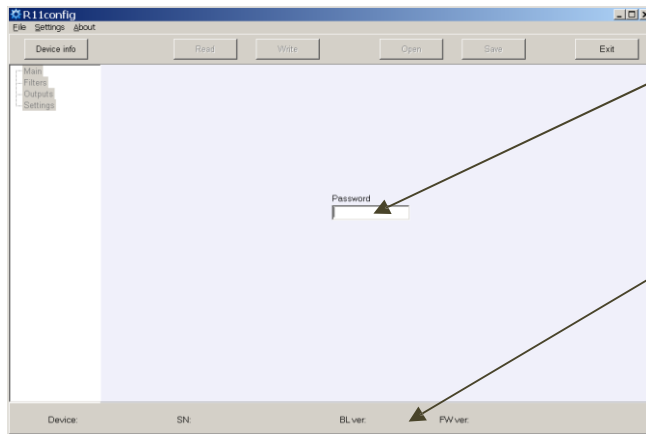 R11config
File Settings About
Device info Read Write Open Save Exit
Main
Filters
Outputs
Settings
Password
Device: SN: BL ver: FW ver: